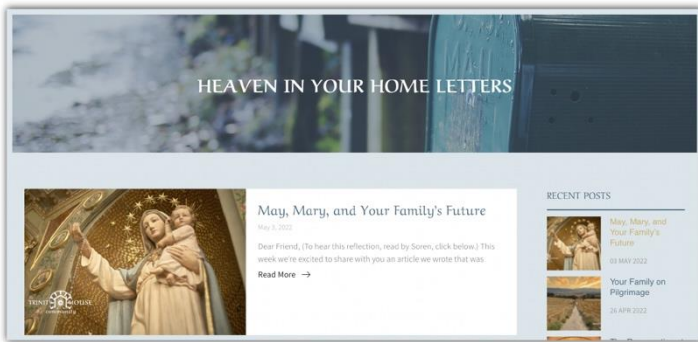 HEAVEN IN YOUR HOME LETTERS
May, Mary, and Your Family's Future
May 3, 2022
Dear Friend, (To hear this reflection, read by Soren, click below.) This
week we're excited to share with you an article we wrote that was
Read More →
TRINITY HOUSE
community
RECENT POSTS
May, Mary, and
Your Family's
Future
03 MAY 2022
Your Family on
Pilgrimage
26 APR 2022